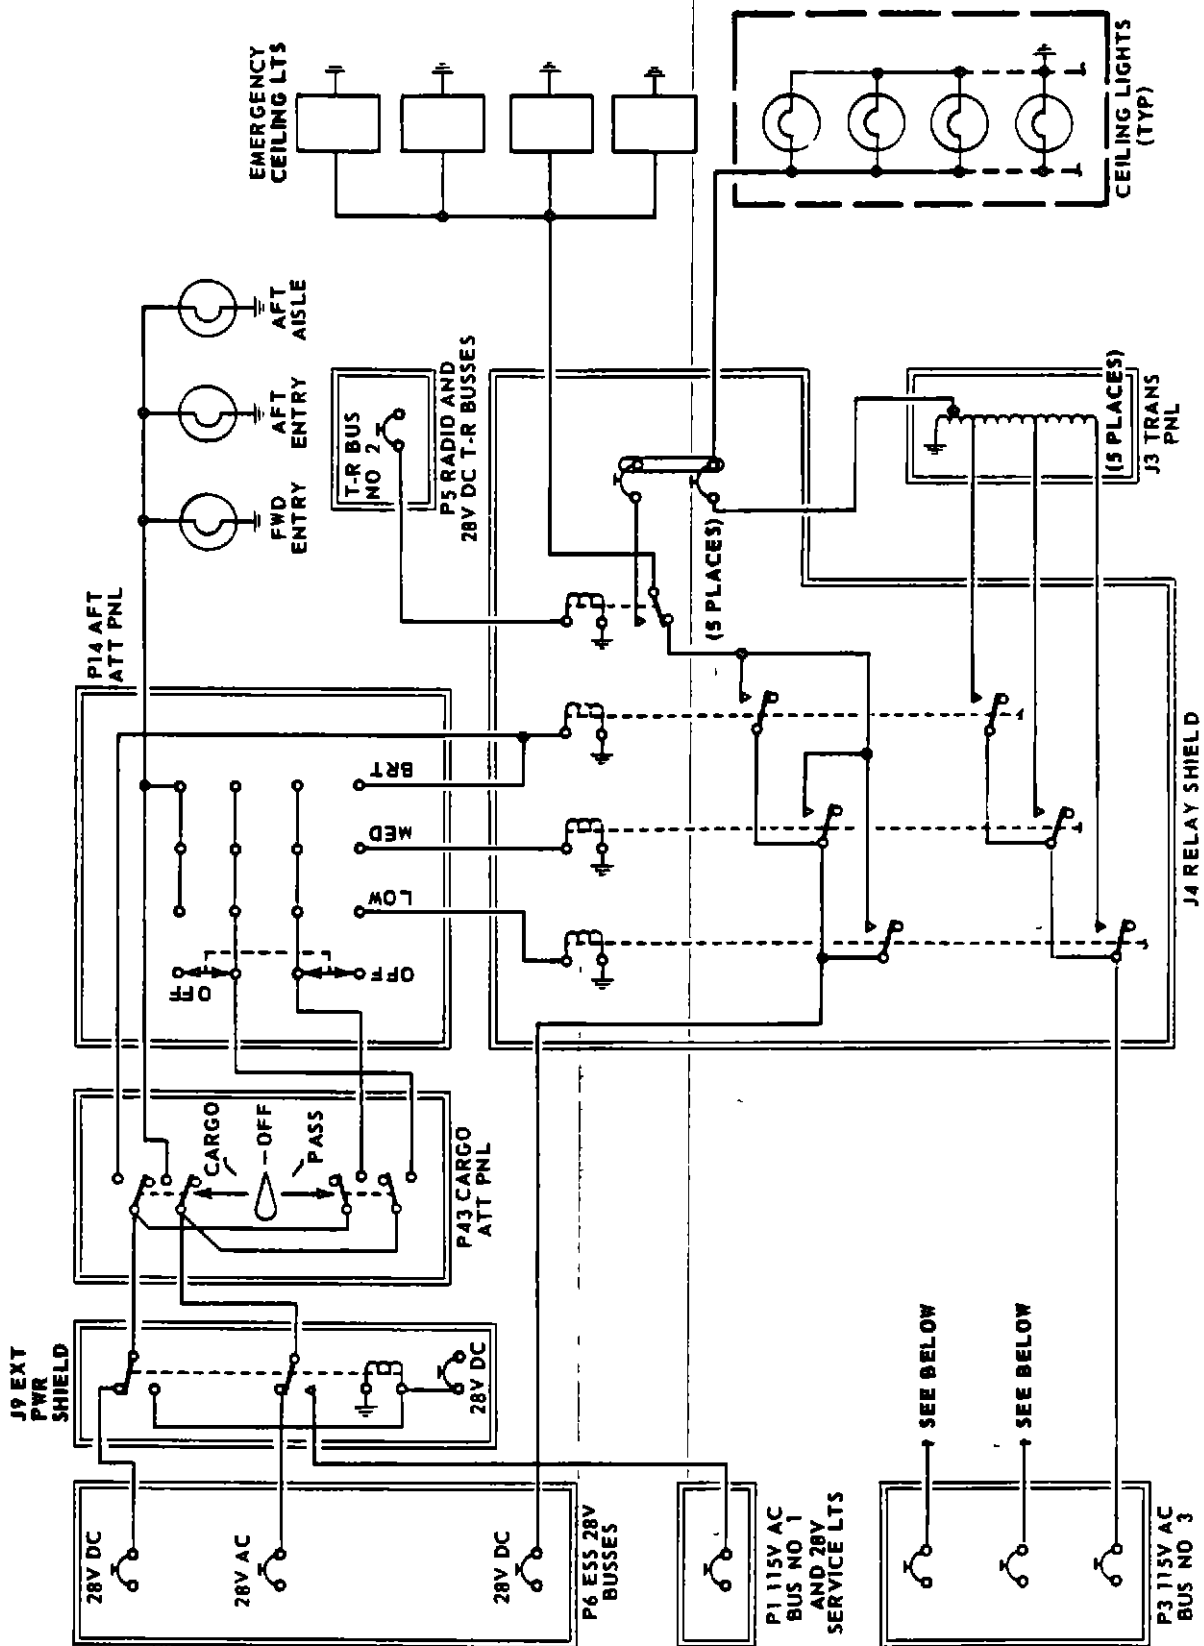 EMERGENCY
CEILING LTS
CEILING LIGHTS
(TYP)
AFT
AISLE
AFT
ENTRY
FWD
ENTRY
T-R BUS
NO 2
P5 RADIO AND
28V DC T-R BUSSES
(5 PLACES)
J3 TRANS
PNL
(5 PLACES)
P14 AFT
ATT PNL
BRT
MED
LOW
OFF
OFF
J4 RELAY SHIELD
CARGO
OFF
PASS
P43 CARGO
ATT PNL
J9 EXT
PWR
SHIELD
28V DC
SEE BELOW
SEE BELOW
28V DC
28V AC
28V DC
P6 ESS 28V
BUSSES
P1 115V AC
BUS NO 1
AND 28V
SERVICE LTS
P3 115V AC
BUS NO 3